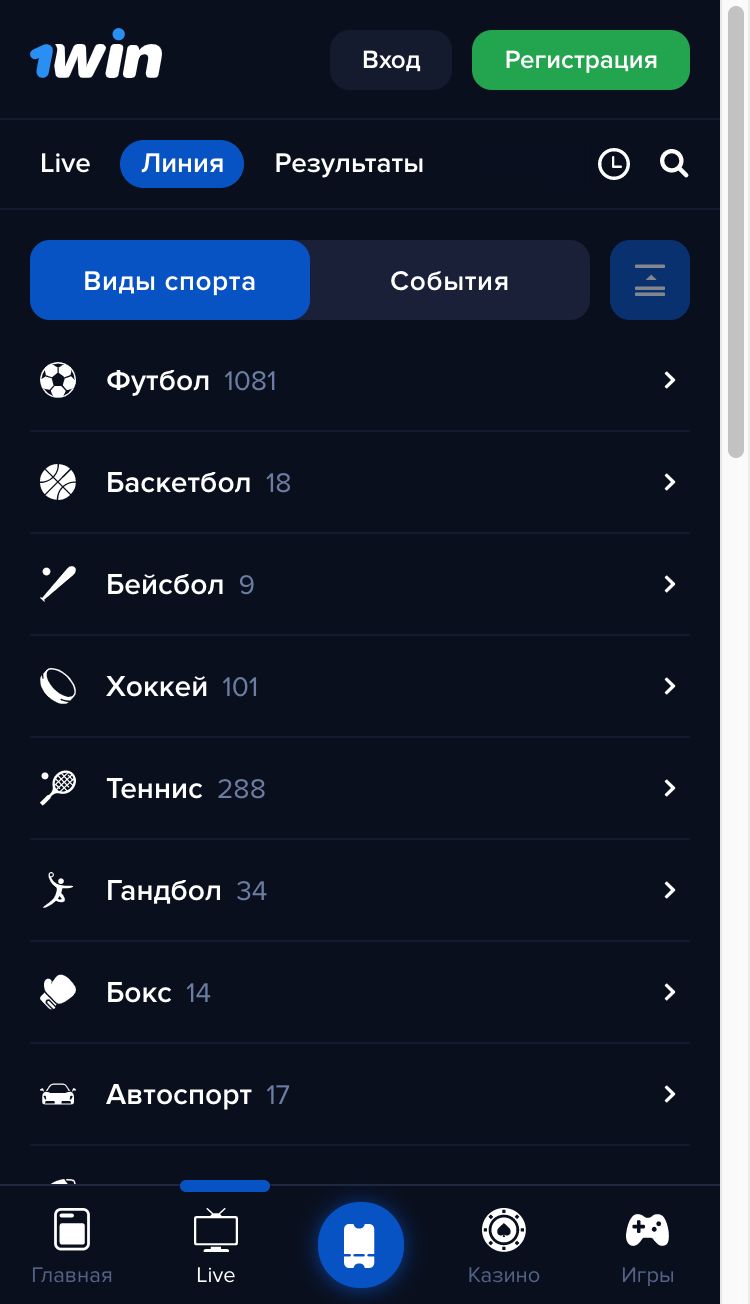 1win
Вход
Регистрация
Live
Линия
Результаты
Виды спорта
События
Футбол 1081
Баскетбол 18
Бейсбол 9
Хоккей 101
Теннис 288
Гандбол 34
Бокс 14
Автоспорт 17
Главная
Live
Казино
Игры